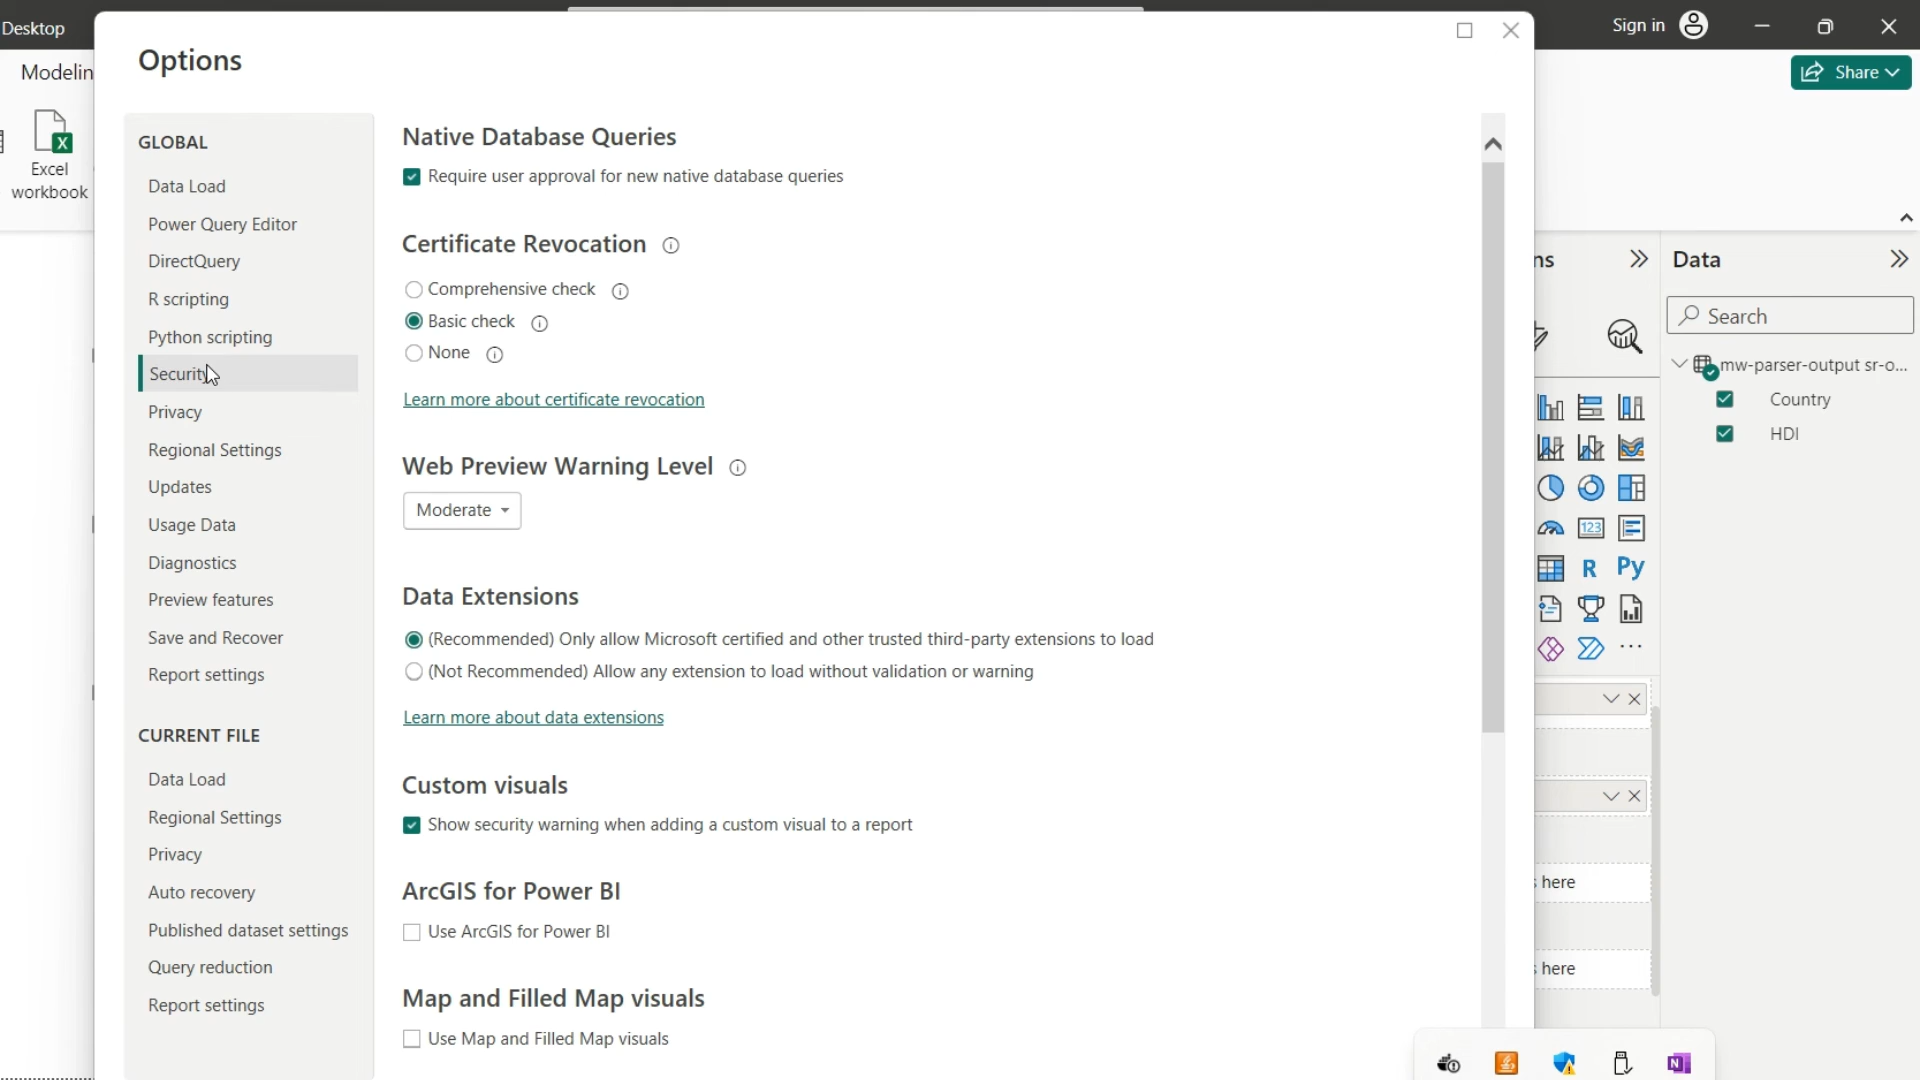 Desktop
Sign in
Modelin
Share
Excel
workbook
Options
GLOBAL
Data Load
Power Query Editor
DirectQuery
R scripting
Python scripting
Security
Privacy
Regional Settings
Updates
Usage Data
Diagnostics
Preview features
Save and Recover
Report settings
CURRENT FILE
Data Load
Regional Settings
Privacy
Auto recovery
Published dataset settings
Query reduction
Report settings
Native Database Queries
Require user approval for new native database queries
Certificate Revocation
Comprehensive check
Basic check
None
Learn more about certificate revocation
Web Preview Warning Level
Moderate
Data Extensions
(Recommended) Only allow Microsoft certified and other trusted third-party extensions to load
(Not Recommended) Allow any extension to load without validation or warning
Learn more about data extensions
Custom visuals
Show security warning when adding a custom visual to a report
ArcGIS for Power BI
Use ArcGIS for Power BI
Map and Filled Map visuals
Use Map and Filled Map visuals
ns
123
R Py
here
here
Data
Search
mw-parser-output sr-o...
Country
HDI